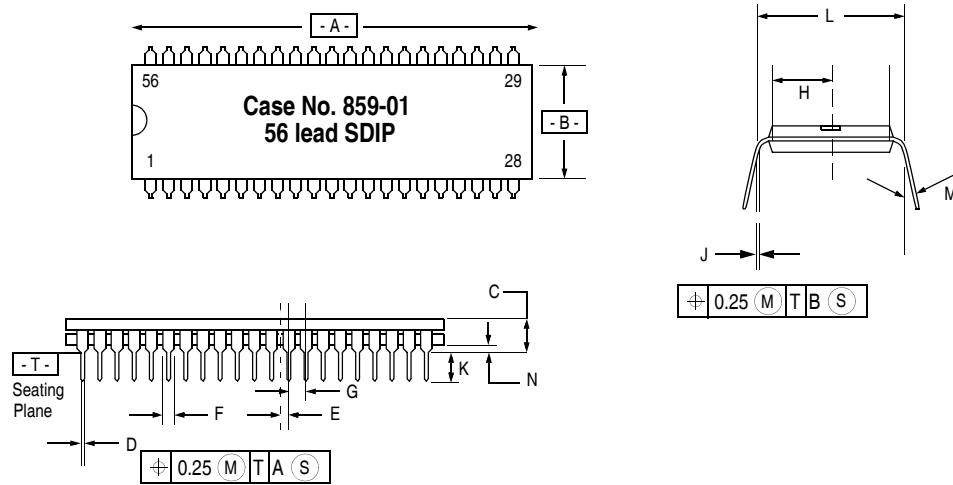 - A -
L
56
29
H
Case No. 859-01
56 lead SDIP
- B -
1
28
M
J
C
⌖ 0.25 Ⓜ T B Ⓢ
- T -
K
N
Seating
Plane
G
F
E
D
⌖ 0.25 Ⓜ T A Ⓢ